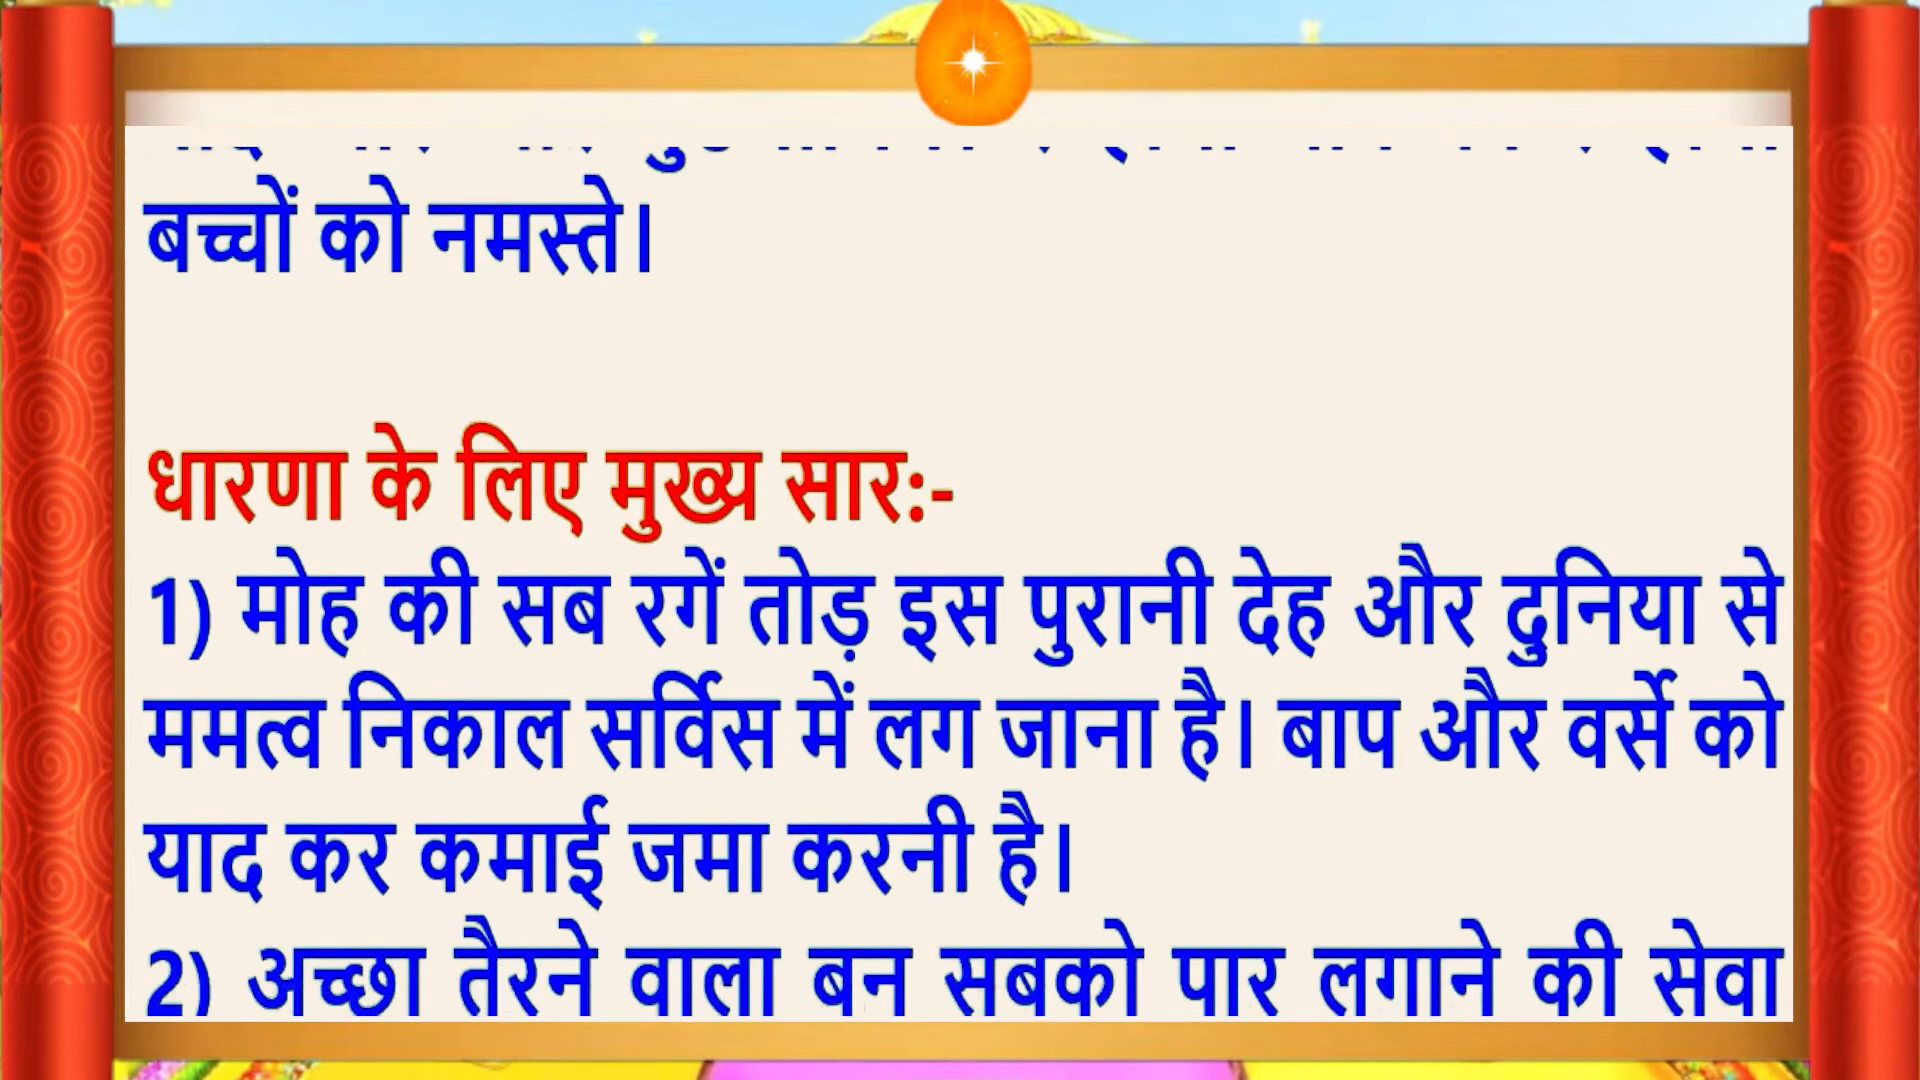 बच्चों को नमस्ते।
धारणा के लिए मुख्य सार:-
1) मोह की सब रगें तोड़ इस पुरानी देह और दुनिया से
ममत्व निकाल सर्विस में लग जाना है। बाप और वर्से को
याद कर कमाई जमा करनी है।
2) अच्छा तैरने वाला बन सबको पार लगाने की सेवा